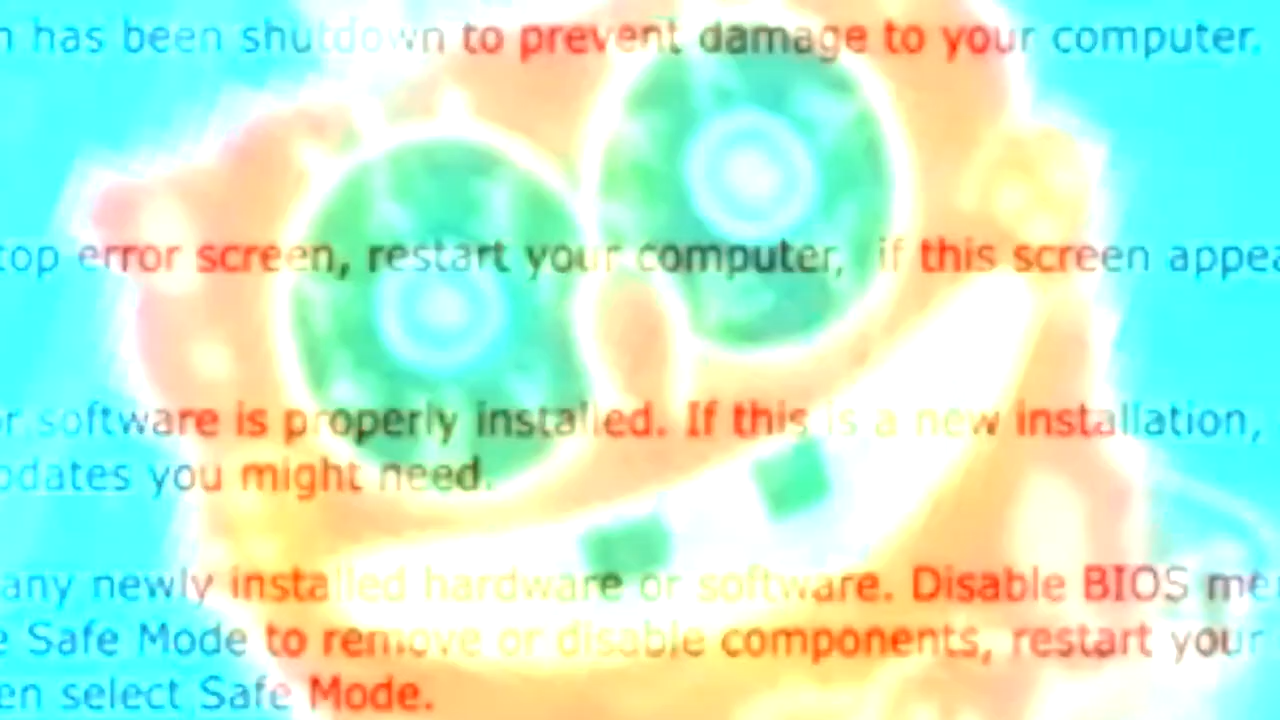 n has been shutdown to prevent damage to your computer.
top error screen, restart your computer, if this screen appea
or software is properly installed. If this is a new installation,
pdates you might need.
any newly installed hardware or software. Disable BIOS me
e Safe Mode to remove or disable components, restart your
en select Safe Mode.